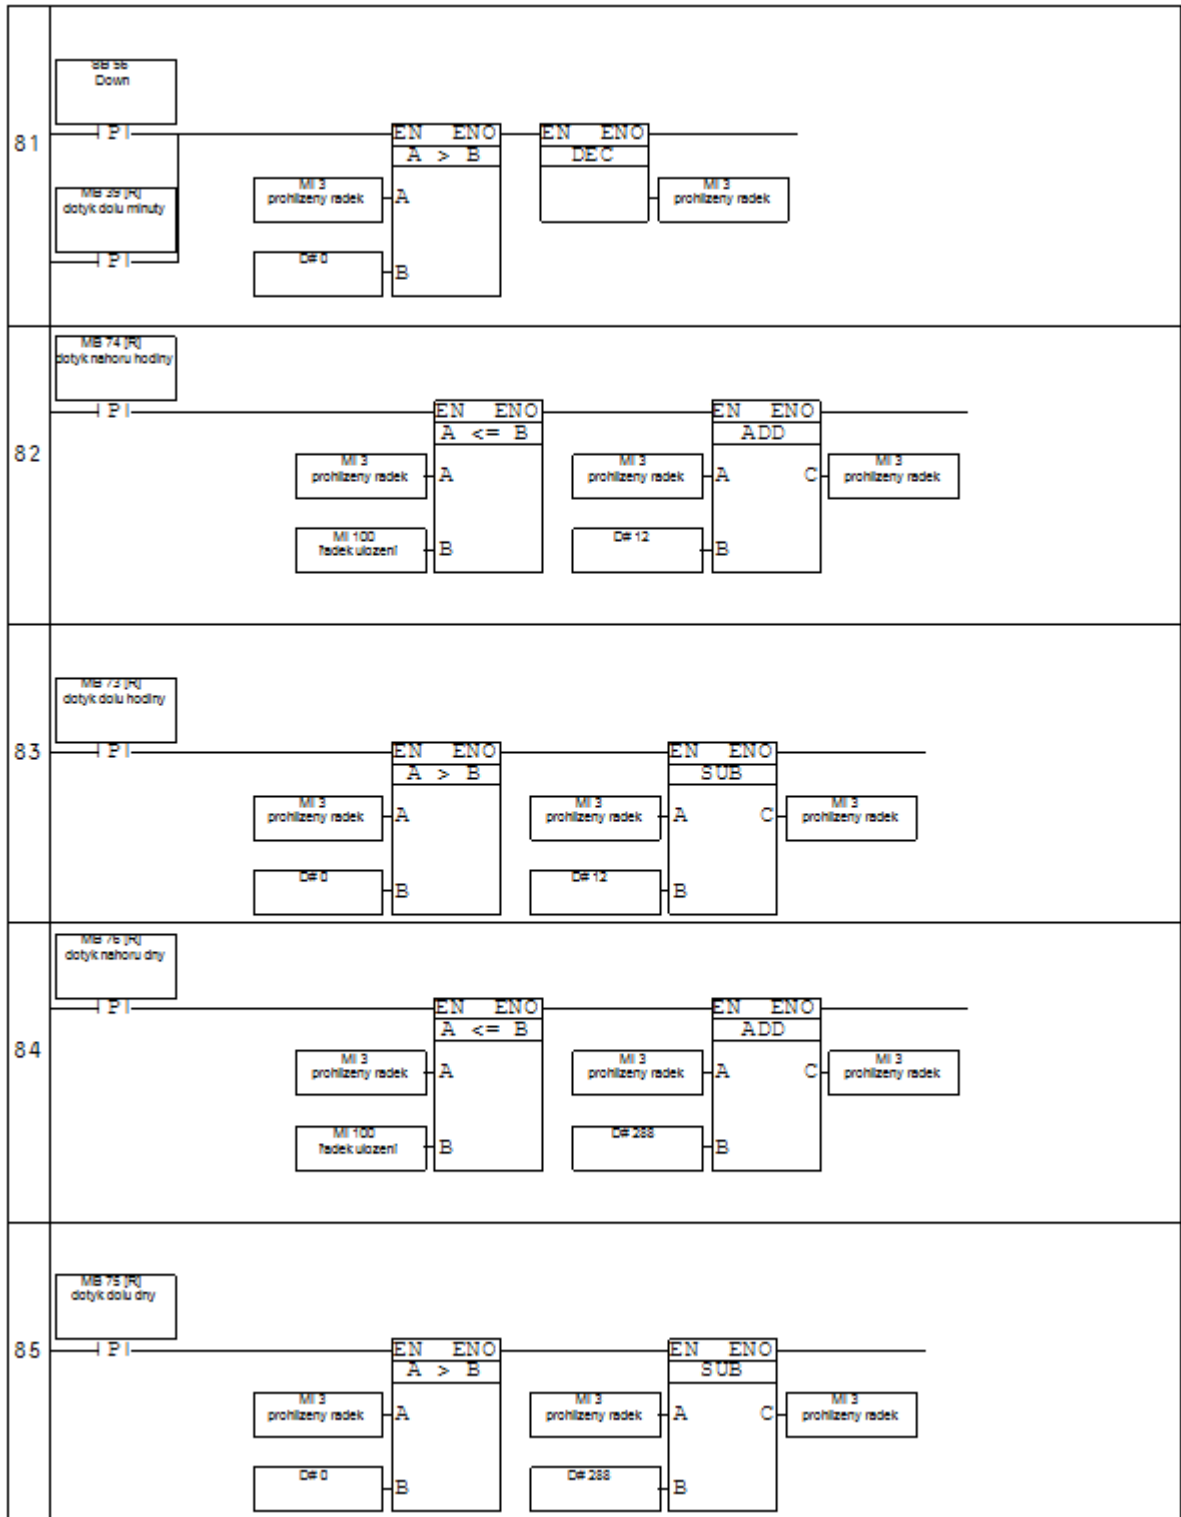 81
SB 56
Down
P
MB 39 [R]
dotyk dolu minuty
P
EN ENO
A > B
MI 3
prohlizeny radek
A
D# 0
B
EN ENO
DEC
MI 3
prohlizeny radek
82
MB 74 [R]
dotyk nahoru hodiny
P
EN ENO
A <= B
MI 3
prohlizeny radek
A
MI 100
řadek ulozeni
B
EN ENO
ADD
MI 3
prohlizeny radek
A
D# 12
B
C
MI 3
prohlizeny radek
83
MB 73 [R]
dotyk dolu hodiny
P
EN ENO
A > B
MI 3
prohlizeny radek
A
D# 0
B
EN ENO
SUB
MI 3
prohlizeny radek
A
D# 12
B
C
MI 3
prohlizeny radek
84
MB 76 [R]
dotyk nahoru dny
P
EN ENO
A <= B
MI 3
prohlizeny radek
A
MI 100
řadek ulozeni
B
EN ENO
ADD
MI 3
prohlizeny radek
A
D# 288
B
C
MI 3
prohlizeny radek
85
MB 75 [R]
dotyk dolu dny
P
EN ENO
A > B
MI 3
prohlizeny radek
A
D# 0
B
EN ENO
SUB
MI 3
prohlizeny radek
A
D# 288
B
C
MI 3
prohlizeny radek